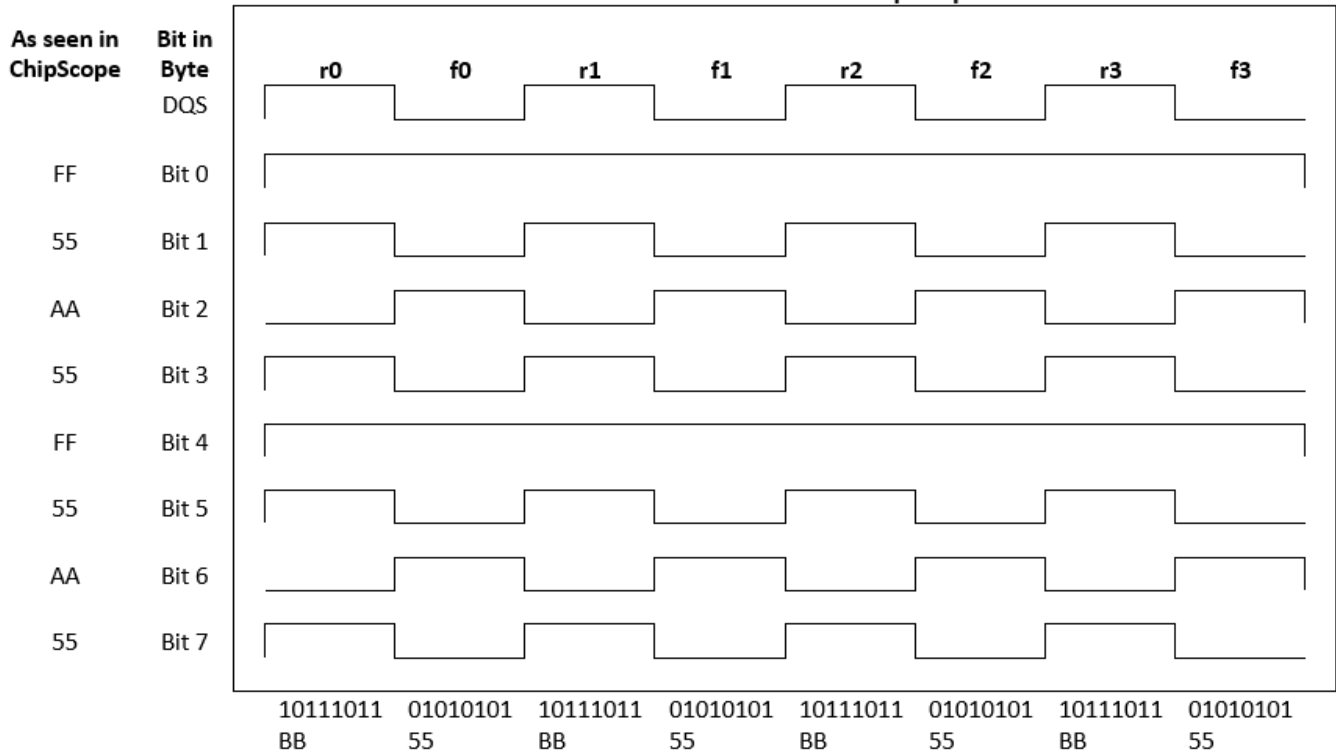 As seen in Bit in
ChipScope Byte r0 f0 r1 f1 r2 f2 r3 f3
DQS
FF Bit 0
55 Bit 1
AA Bit 2
55 Bit 3
FF Bit 4
55 Bit 5
AA Bit 6
55 Bit 7
10111011 01010101 10111011 01010101 10111011 01010101 10111011 01010101
BB 55 BB 55 BB 55 BB 55